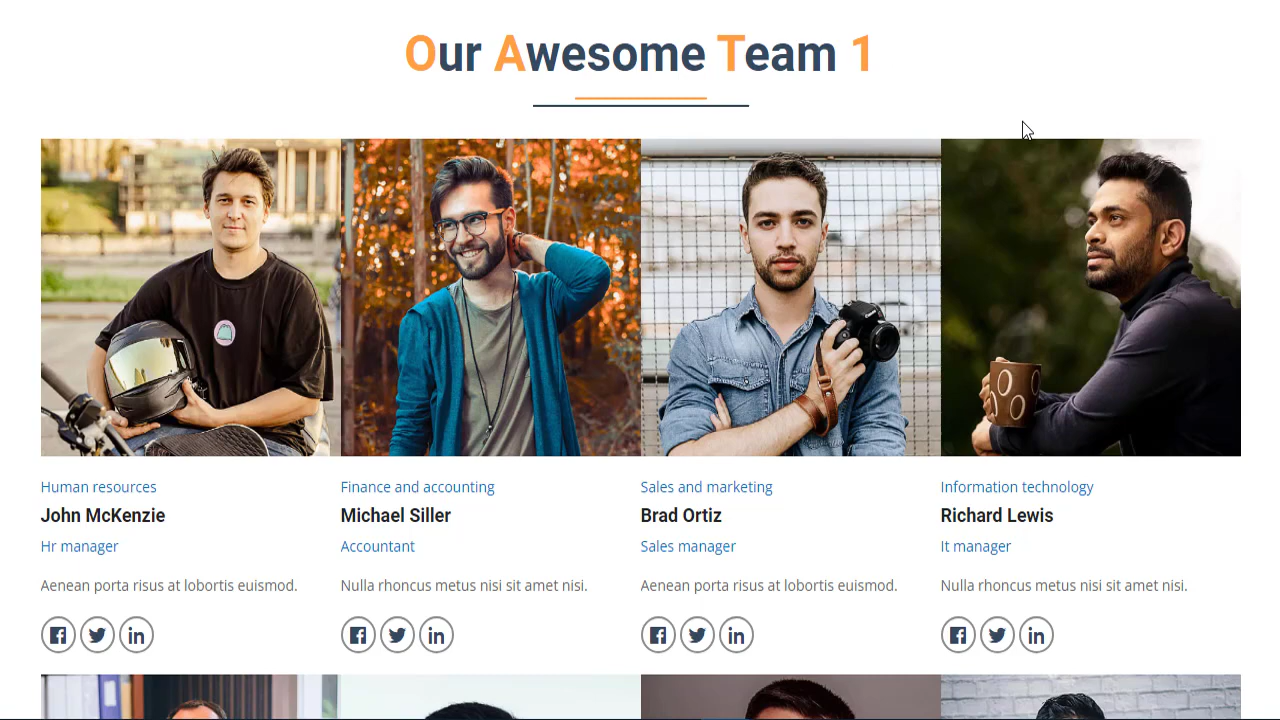 Our Awesome Team 1
Human resources
John McKenzie
Hr manager
Aenean porta risus at lobortis euismod.
Finance and accounting
Michael Siller
Accountant
Nulla rhoncus metus nisi sit amet nisi.
Sales and marketing
Brad Ortiz
Sales manager
Aenean porta risus at lobortis euismod.
Information technology
Richard Lewis
It manager
Nulla rhoncus metus nisi sit amet nisi.